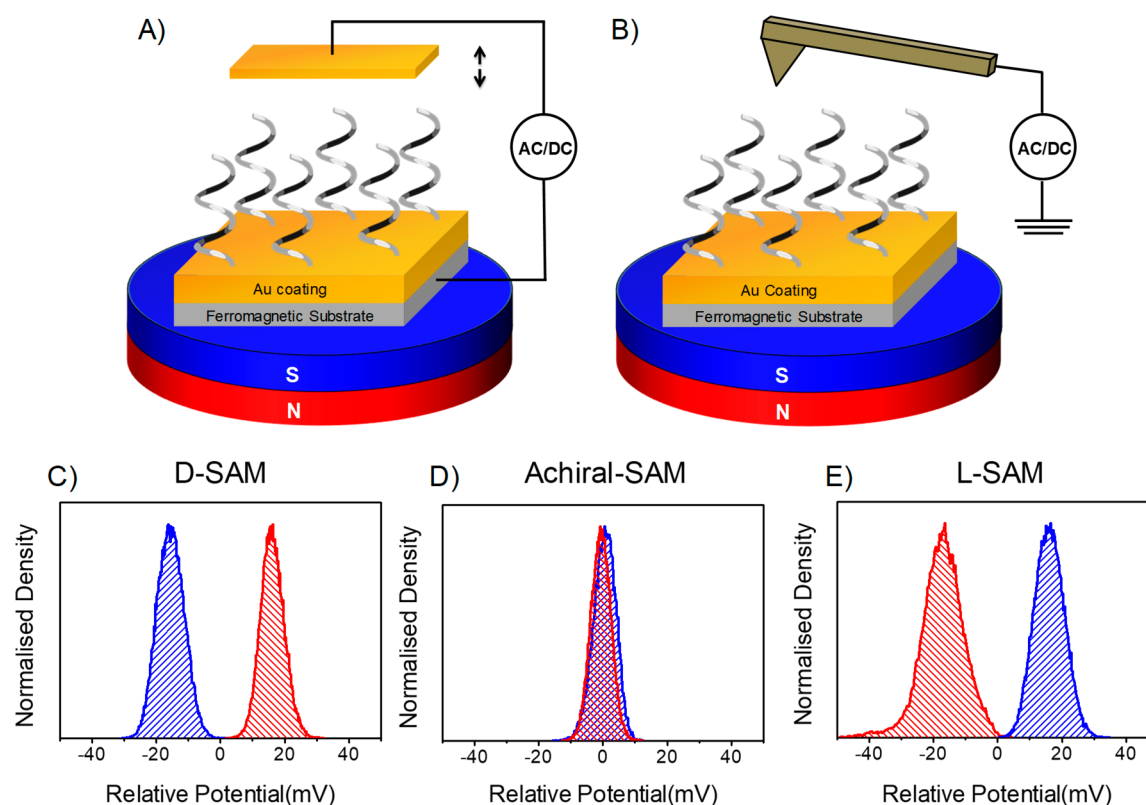 A)
B)
AC/DC
AC/DC
Au coating
Ferromagnetic Substrate
S
N
Au Coating
Ferromagnetic Substrate
S
N
C)
D-SAM
Normalised Density
-40 -20 0 20 40
Relative Potential(mV)
D)
Achiral-SAM
Normalised Density
-40 -20 0 20 40
Relative Potential(mV)
E)
L-SAM
Normalised Density
-40 -20 0 20 40
Relative Potential(mV)